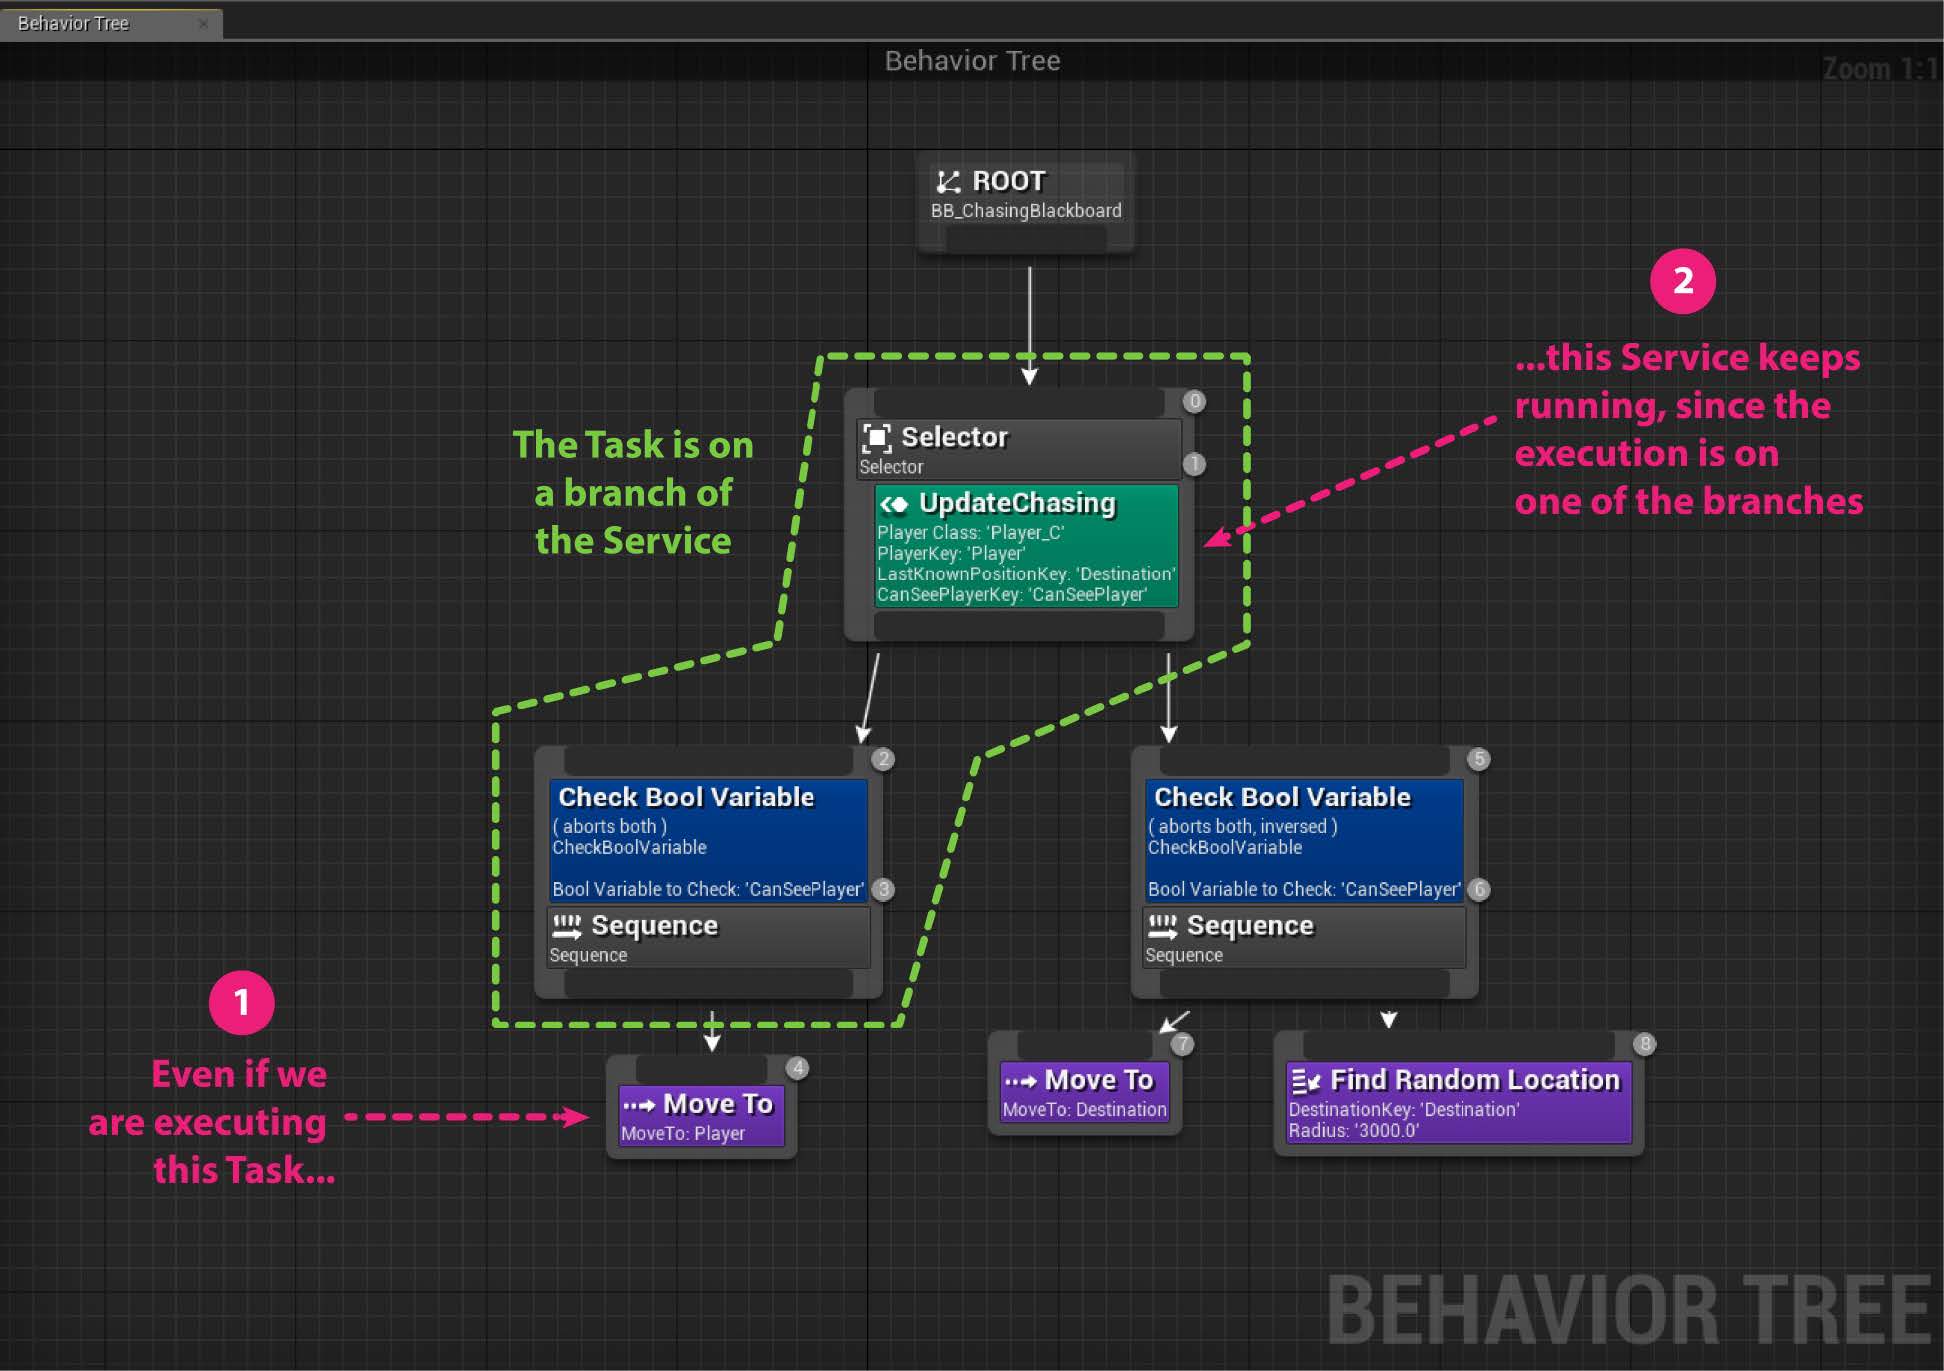 Behavior Tree
Behavior Tree
Zoom 1:1
ROOT
BB_ChasingBlackboard
2
...this Service keeps
running, since the
execution is on
one of the branches
The Task is on
a branch of
the Service
0
Selector
Selector
1
UpdateChasing
Player Class: 'Player_C'
PlayerKey: 'Player'
LastKnownPositionKey: 'Destination'
CanSeePlayerKey: 'CanSeePlayer'
2
Check Bool Variable
( aborts both )
CheckBoolVariable
Bool Variable to Check: 'CanSeePlayer'
3
Sequence
Sequence
5
Check Bool Variable
( aborts both, inversed )
CheckBoolVariable
Bool Variable to Check: 'CanSeePlayer'
6
Sequence
Sequence
1
Even if we
are executing
this Task...
4
Move To
MoveTo: Player
7
Move To
MoveTo: Destination
8
Find Random Location
DestinationKey: 'Destination'
Radius: '3000.0'
BEHAVIOR TREE